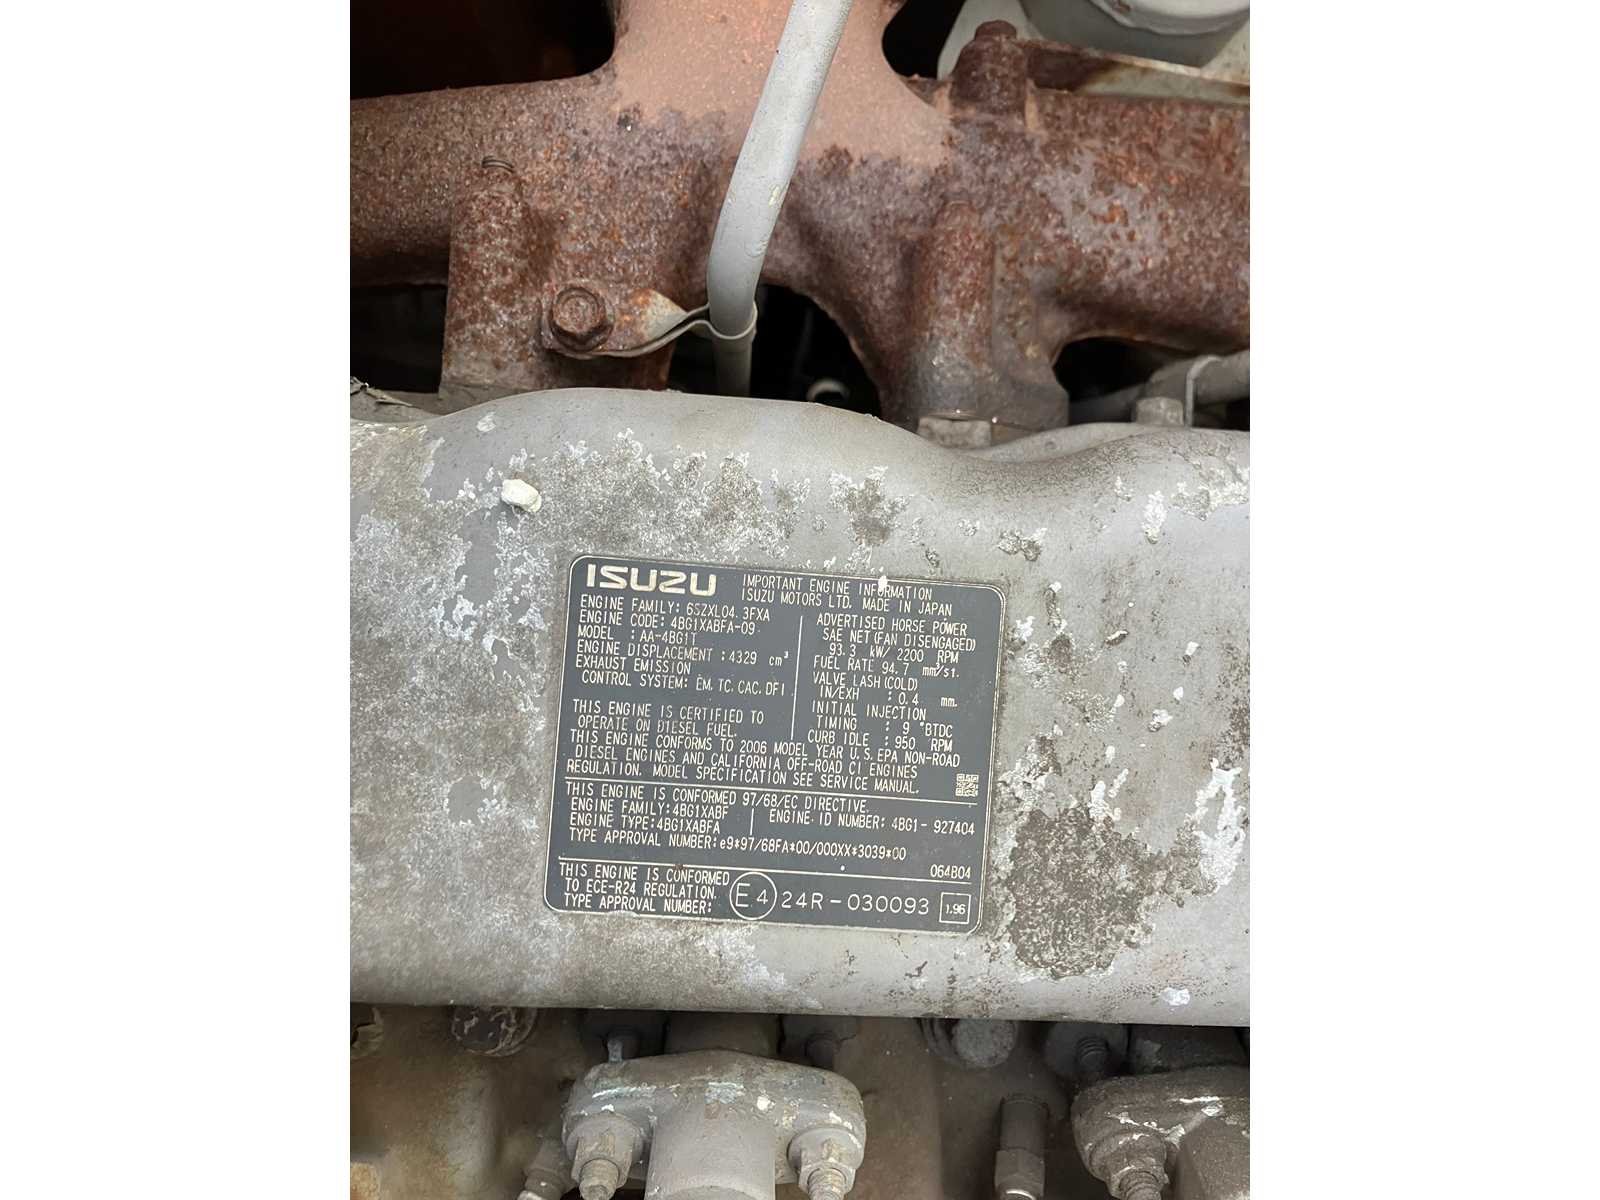 ISUZU
IMPORTANT ENGINE INFORMATION
ISUZU MOTORS LTD. MADE IN JAPAN
ENGINE FAMILY: 6SZXL04.3FXA
ENGINE CODE: 4BG1XABFA-09
MODEL : AA-4BG1T
ENGINE DISPLACEMENT : 4329 cm³
EXHAUST EMISSION
CONTROL SYSTEM: EM, TC, CAC, DFI
THIS ENGINE IS CERTIFIED TO
OPERATE ON DIESEL FUEL.
ADVERTISED HORSE POWER
SAE NET (FAN DISENGAGED)
93.3 kW/ 2200 RPM
FUEL RATE 94.7 mm³/st.
VALVE LASH (COLD)
IN/EXH : 0.4 mm.
INITIAL INJECTION
TIMING : 9 °BTDC
CURB IDLE : 950 RPM
THIS ENGINE CONFORMS TO 2006 MODEL YEAR U.S. EPA NON-ROAD
DIESEL ENGINES AND CALIFORNIA OFF-ROAD CI ENGINES
REGULATION. MODEL SPECIFICATION SEE SERVICE MANUAL.
THIS ENGINE IS CONFORMED 97/68/EC DIRECTIVE.
ENGINE FAMILY:4BG1XABF
ENGINE TYPE:4BG1XABFA
ENGINE ID NUMBER: 4BG1- 927404
TYPE APPROVAL NUMBER:e9*97/68FA*00/000XX*3039*00
064B04
THIS ENGINE IS CONFORMED
TO ECE-R24 REGULATION.
TYPE APPROVAL NUMBER:
E4 24R-030093 1.96